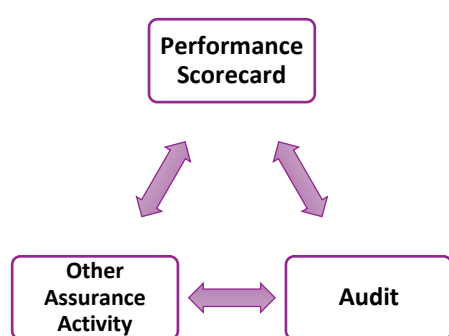 Performance
Scorecard
Other
Assurance
Activity
Audit